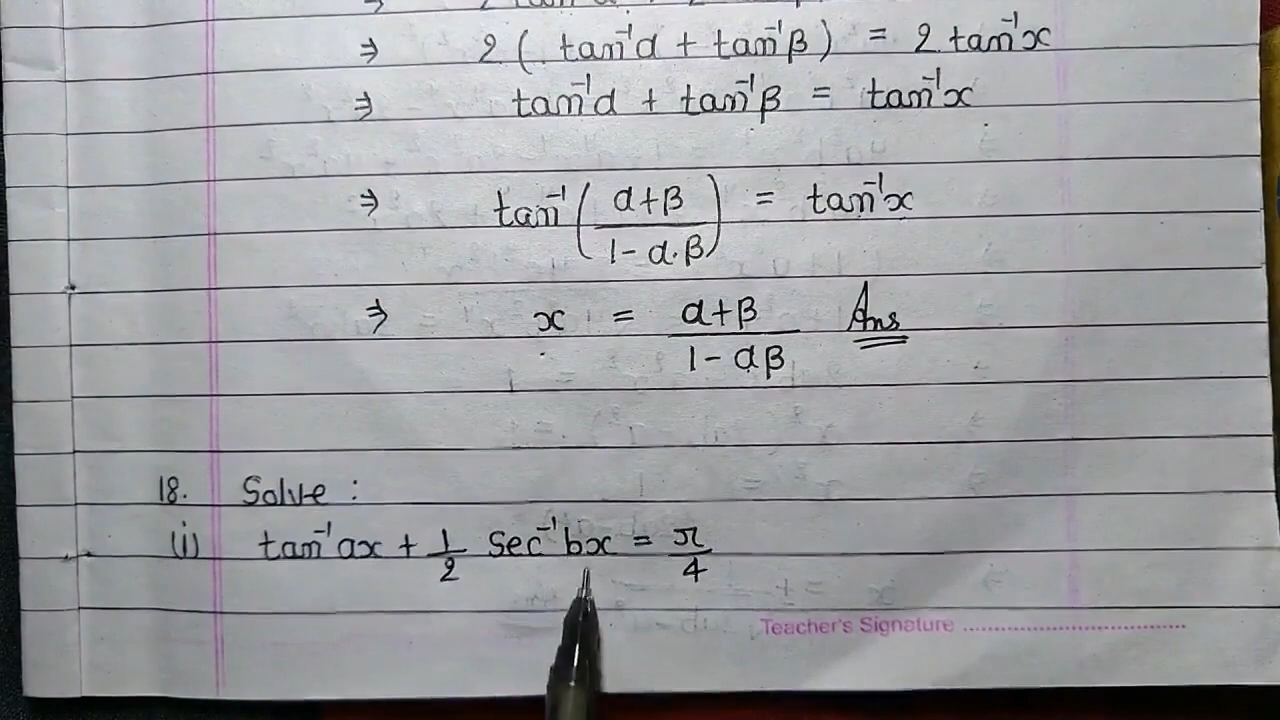 ⇒ 2 ( tan⁻¹α + tan⁻¹β ) = 2 tan⁻¹x
⇒ tan⁻¹α + tan⁻¹β = tan⁻¹x
⇒ tan⁻¹( (α+β)/(1-α.β) ) = tan⁻¹x
⇒ x = (α+β)/(1-αβ) Ans
18. Solve :
(i) tan⁻¹ax + 1/2 sec⁻¹bx = π/4
Teacher's Signature ........................................